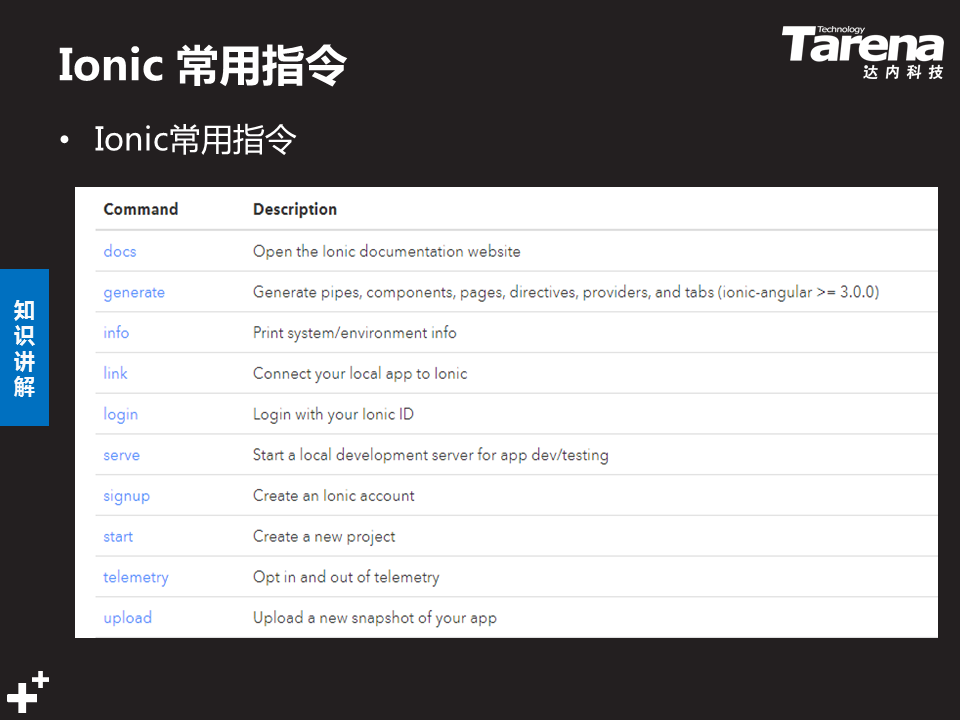 Ionic 常用指令
Technology
Tarena
达内科技
• Ionic常用指令
Command Description
docs Open the Ionic documentation website
generate Generate pipes, components, pages, directives, providers, and tabs (ionic-angular >= 3.0.0)
info Print system/environment info
link Connect your local app to Ionic
login Login with your Ionic ID
serve Start a local development server for app dev/testing
signup Create an Ionic account
start Create a new project
telemetry Opt in and out of telemetry
upload Upload a new snapshot of your app
知识讲解